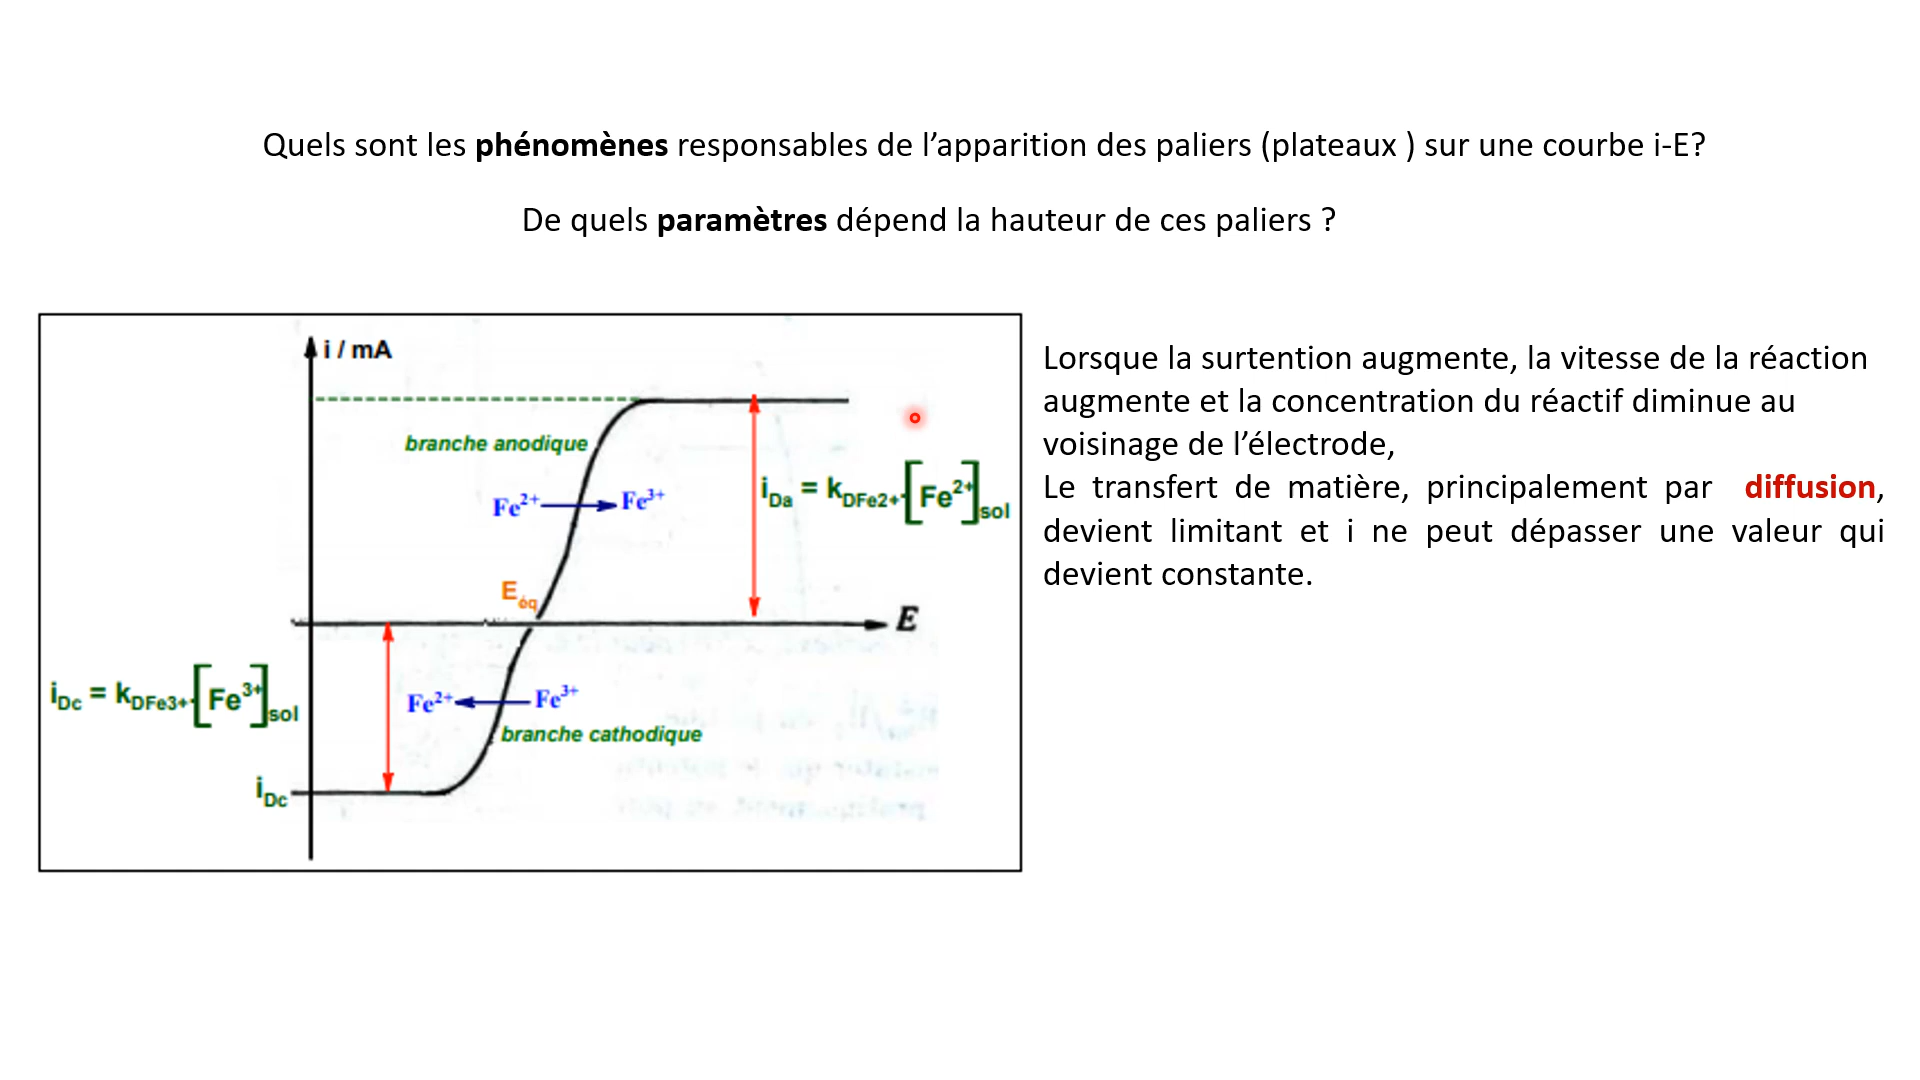 Quels sont les phénomènes responsables de l’apparition des paliers (plateaux ) sur une courbe i-E?
De quels paramètres dépend la hauteur de ces paliers ?
i / mA
branche anodique
Fe2+ Fe3+
iDa = kDFe2+.[Fe2+]sol
Eéq
E
iDc = kDFe3+.[Fe3+]sol
Fe2+ Fe3+
branche cathodique
iDc
Lorsque la surtention augmente, la vitesse de la réaction
augmente et la concentration du réactif diminue au
voisinage de l’électrode,
Le transfert de matière, principalement par diffusion,
devient limitant et i ne peut dépasser une valeur qui
devient constante.